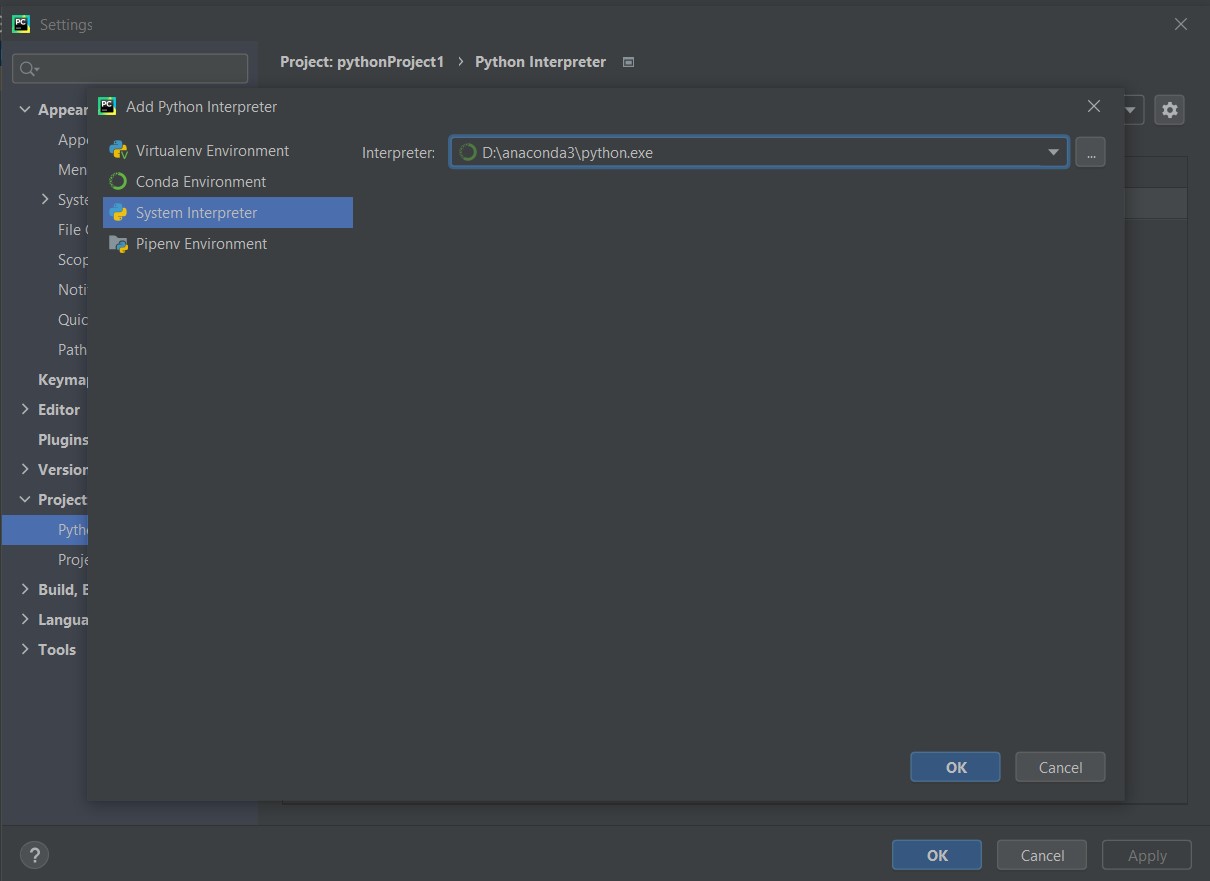 Settings
Project: pythonProject1 › Python Interpreter
Appear
Appe
Men
Syste
File
Scop
Noti
Quic
Path
Keymap
Editor
Plugins
Version
Project
Pytho
Proje
Build, E
Langua
Tools
Add Python Interpreter
Virtualenv Environment
Conda Environment
System Interpreter
Pipenv Environment
Interpreter: D:\anaconda3\python.exe
...
OK Cancel
? OK Cancel Apply